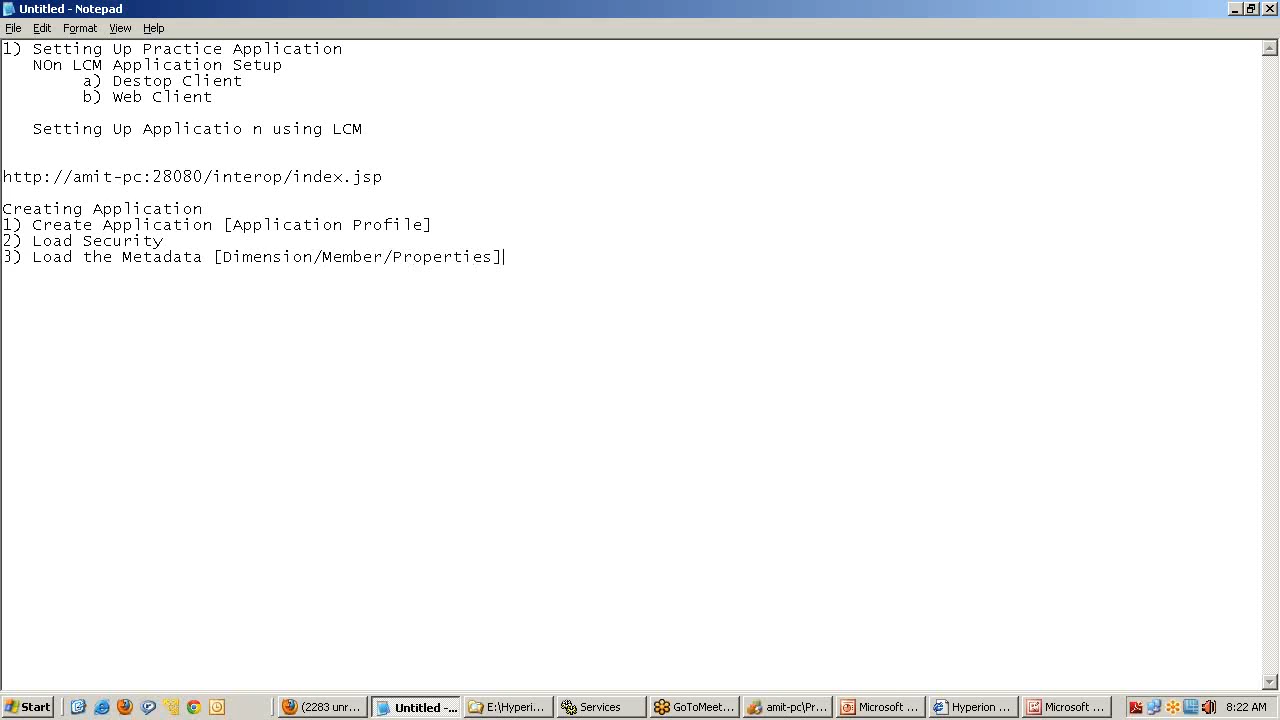 Untitled - Notepad
File Edit Format View Help
1) Setting Up Practice Application
NOn LCM Application Setup
a) Destop Client
b) Web Client
Setting Up Applicatio n using LCM
http://amit-pc:28080/interop/index.jsp
Creating Application
1) Create Application [Application Profile]
2) Load Security
3) Load the Metadata [Dimension/Member/Properties]
Start (2283 unr... Untitled -... E:\Hyperi... Services GoToMeet... amit-pc\Pr... Microsoft ... Hyperion ... Microsoft ... 8:22 AM